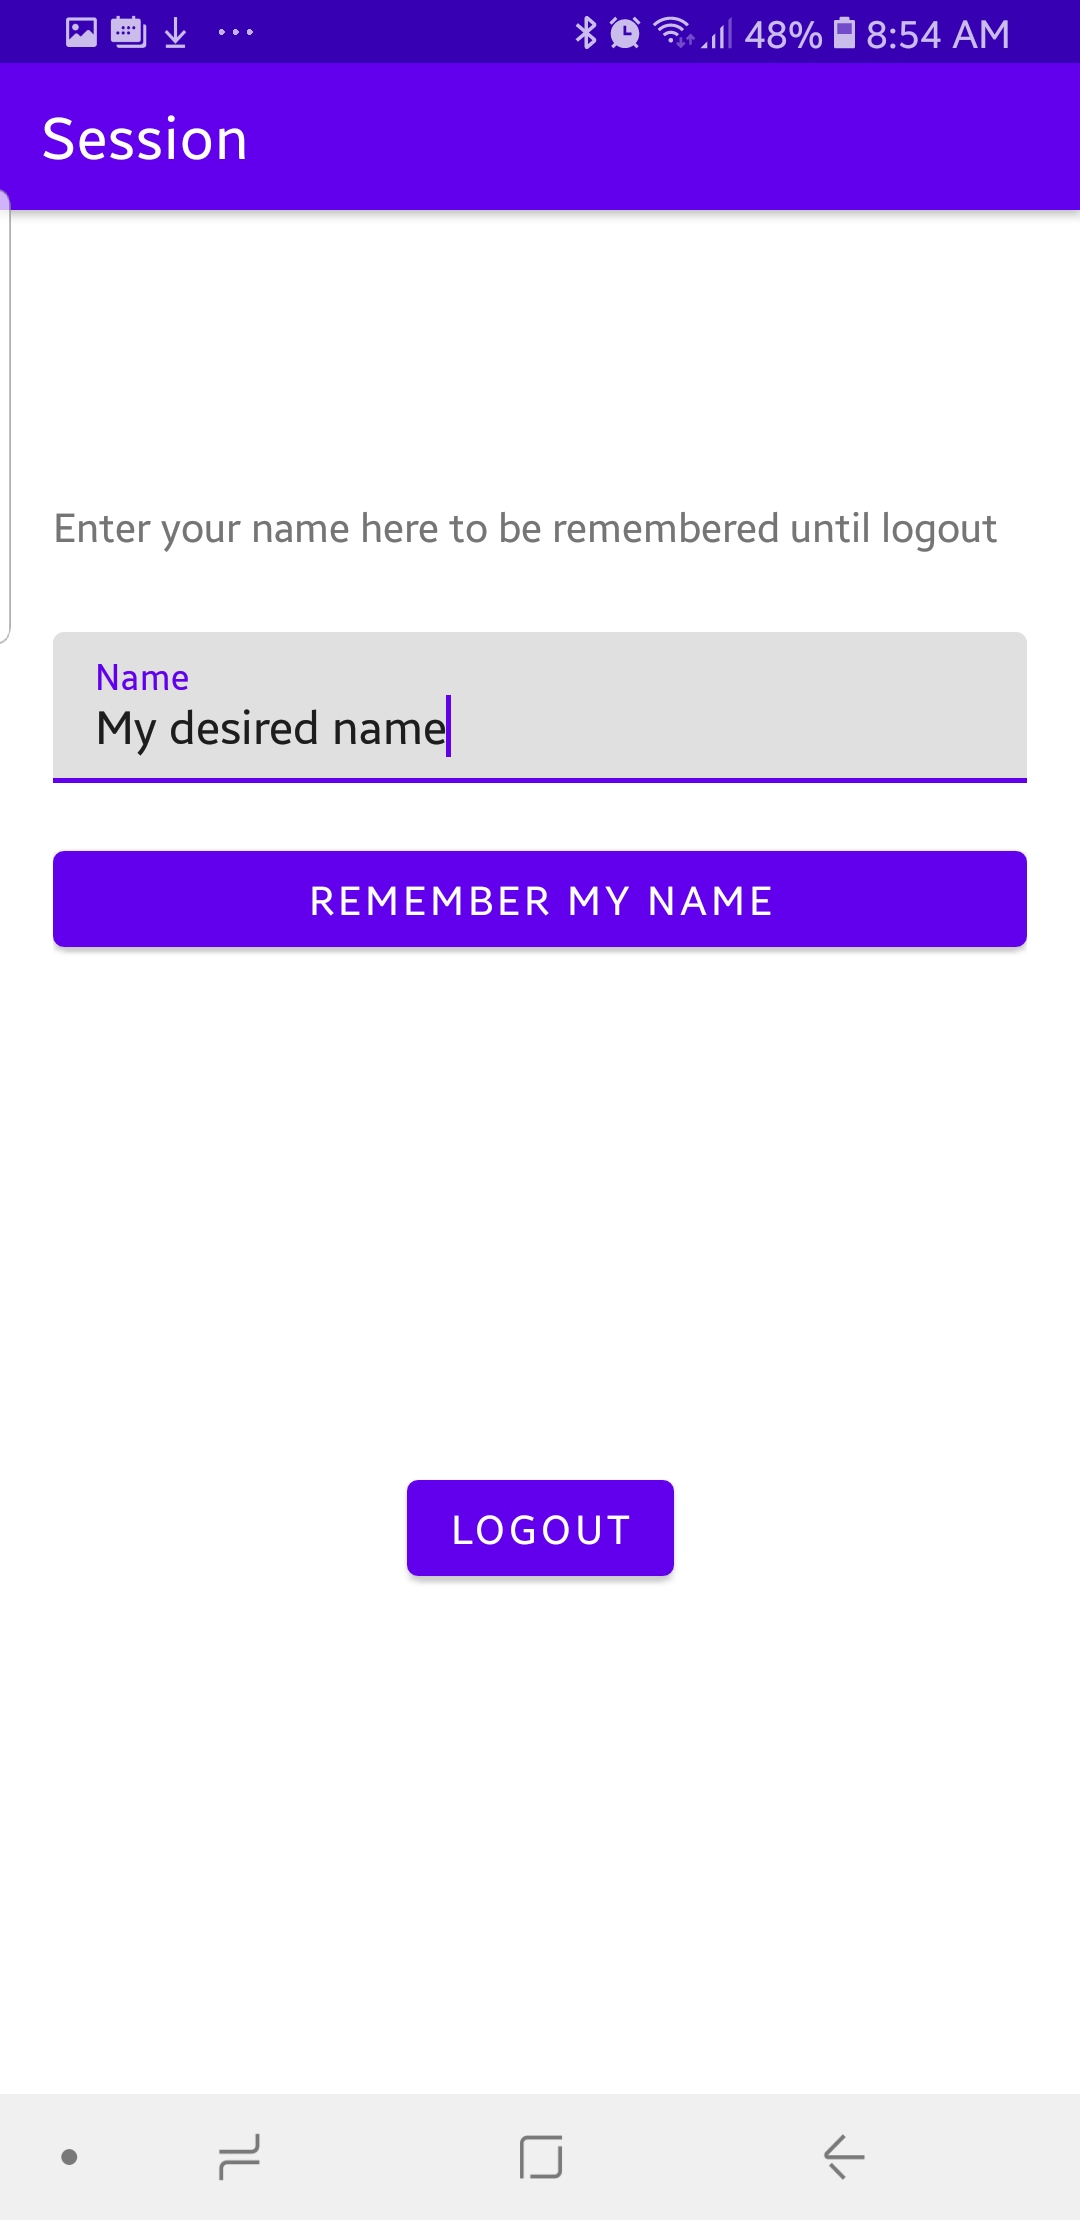 48% 8:54 AM
Session
Enter your name here to be remembered until logout
Name
My desired name
REMEMBER MY NAME
LOGOUT